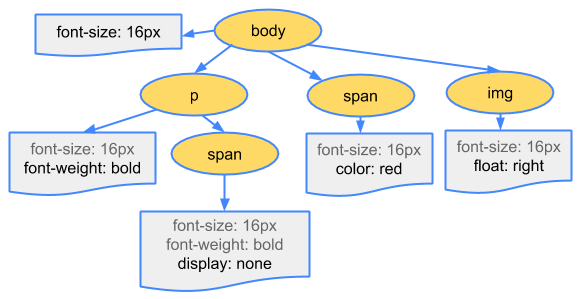 body
font-size: 16px
p
span
img
font-size: 16px
font-weight: bold
span
font-size: 16px
color: red
font-size: 16px
float: right
font-size: 16px
font-weight: bold
display: none